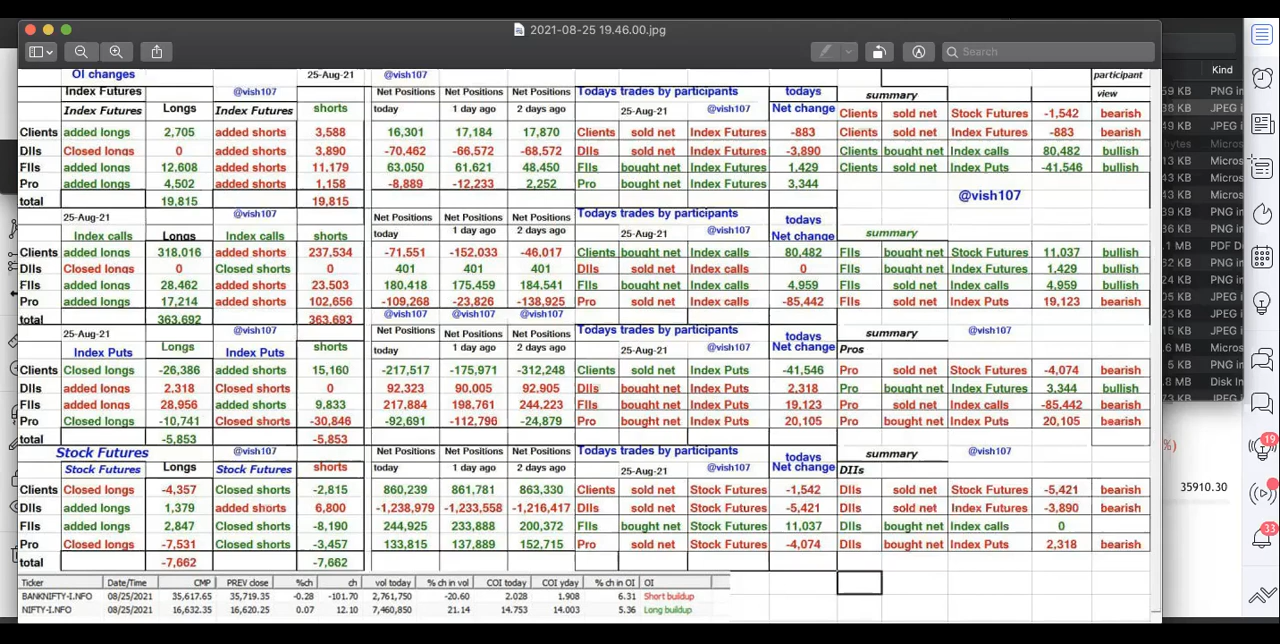 2021-08-25 19.46.00.jpg
Search
OI changes 25-Aug-21 @vish107 participant
Index Futures @vish107 Net Positions Net Positions Net Positions Todays trades by participants todays summary view
Index Futures Longs Index Futures shorts today 1 day ago 2 days ago 25-Aug-21 @vish107 Net change Clients sold net Stock Futures -1,542 bearish
Clients added longs 2,705 added shorts 3,588 16,301 17,184 17,870 Clients sold net Index Futures -883 Clients sold net Index Futures -883 bearish
DIIs Closed longs 0 added shorts 3,890 -70,462 -66,572 -68,572 DIIs sold net Index Futures -3,890 Clients bought net Index calls 80,482 bullish
FIIs added longs 12,608 added shorts 11,179 63,050 61,621 48,450 FIIs bought net Index Futures 1,429 Clients sold net Index Puts -41,546 bullish
Pro added longs 4,502 added shorts 1,158 -8,889 -12,233 2,252 Pro bought net Index Futures 3,344
total 19,815 19,815 @vish107
25-Aug-21 @vish107 Net Positions Net Positions Net Positions Todays trades by participants todays
Index calls Longs Index calls shorts today 1 day ago 2 days ago 25-Aug-21 @vish107 Net change summary
Clients added longs 318,016 added shorts 237,534 -71,551 -152,033 -46,017 Clients bought net Index calls 80,482 FIIs bought net Stock Futures 11,037 bullish
DIIs Closed longs 0 Closed shorts 0 401 401 401 DIIs sold net Index calls 0 FIIs bought net Index Futures 1,429 bullish
FIIs added longs 28,462 added shorts 23,503 180,418 175,459 184,541 FIIs bought net Index calls 4,959 FIIs bought net Index calls 4,959 bullish
Pro added longs 17,214 added shorts 102,656 -109,268 -23,826 -138,925 Pro sold net Index calls -85,442 FIIs bought net Index Puts 19,123 bearish
total 363,692 363,693 @vish107 @vish107 @vish107
25-Aug-21 @vish107 Net Positions Net Positions Net Positions Todays trades by participants todays summary @vish107
Index Puts Longs Index Puts shorts today 1 day ago 2 days ago 25-Aug-21 @vish107 Net change Pros
Clients Closed longs -26,386 added shorts 15,160 -217,517 -175,971 -312,248 Clients sold net Index Puts -41,546 Pro sold net Stock Futures -4,074 bearish
DIIs added longs 2,318 Closed shorts 0 92,323 90,005 92,905 DIIs bought net Index Puts 2,318 Pro bought net Index Futures 3,344 bullish
FIIs added longs 28,956 added shorts 9,833 217,884 198,761 244,223 FIIs bought net Index Puts 19,123 Pro sold net Index calls -85,442 bearish
Pro Closed longs -10,741 Closed shorts -30,846 -92,691 -112,796 -24,879 Pro bought net Index Puts 20,105 Pro bought net Index Puts 20,105 bearish
total -5,853 -5,853
Stock Futures @vish107 Net Positions Net Positions Net Positions Todays trades by participants todays summary @vish107
Stock Futures Longs Stock Futures shorts today 1 day ago 2 days ago 25-Aug-21 @vish107 Net change DIIs
Clients Closed longs -4,357 Closed shorts -2,815 860,239 861,781 863,330 Clients sold net Stock Futures -1,542 DIIs sold net Stock Futures -5,421 bearish
DIIs added longs 1,379 added shorts 6,800 -1,238,979 -1,233,558 -1,216,417 DIIs sold net Stock Futures -5,421 DIIs sold net Index Futures -3,890 bearish
FIIs added longs 2,847 Closed shorts -8,190 244,925 233,888 200,372 FIIs bought net Stock Futures 11,037 DIIs bought net Index calls 0
Pro Closed longs -7,531 Closed shorts -3,457 133,815 137,889 152,715 Pro sold net Stock Futures -4,074 DIIs bought net Index Puts 2,318 bearish
total -7,662 -7,662
Ticker Date/Time CMP PREV close %ch ch vol today % ch in vol COI today COI yday % ch in OI OI
BANKNIFTY-I.NFO 08/25/2021 35,617.65 35,719.35 -0.28 -101.70 2,761,750 -20.60 2.028 1.908 6.31 Short buildup
NIFTY-I.NFO 08/25/2021 16,632.35 16,620.25 0.07 12.10 7,460,850 21.14 14.753 14.003 5.36 Long buildup
Kind
35910.30
19
33